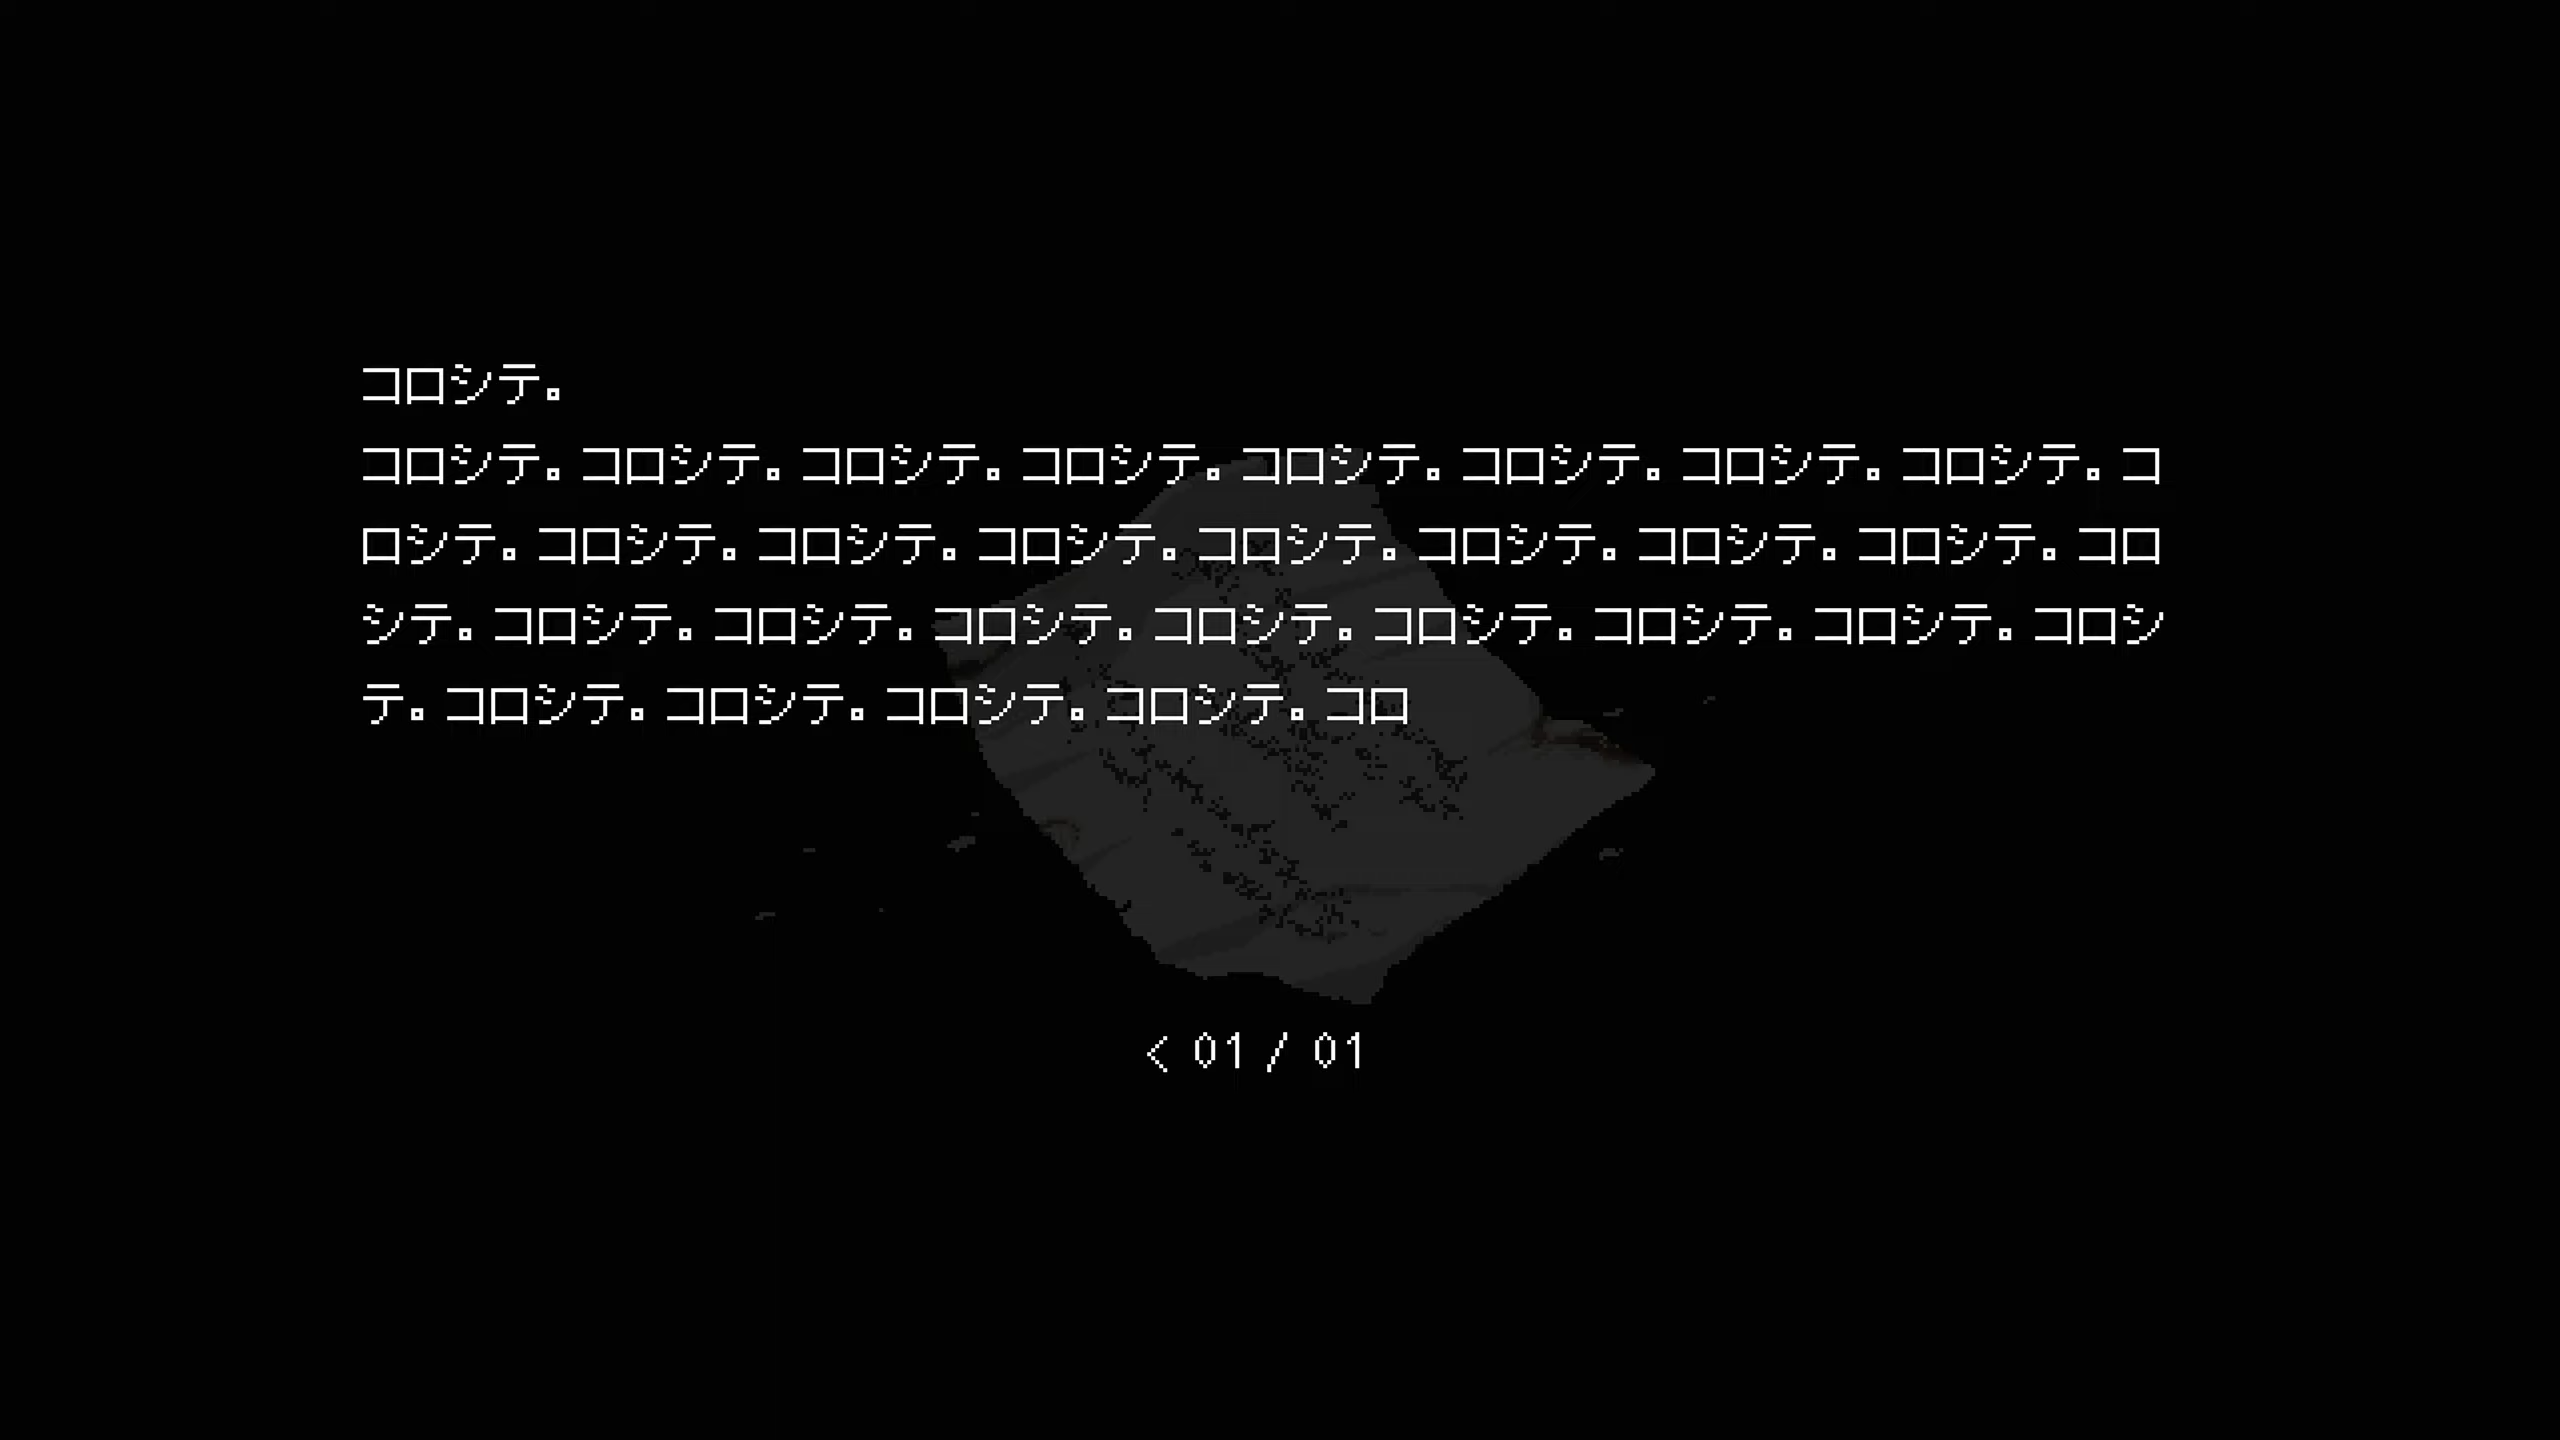 コロシテ。
コロシテ。コロシテ。コロシテ。コロシテ。コロシテ。コロシテ。コロシテ。コロシテ。コ
ロシテ。コロシテ。コロシテ。コロシテ。コロシテ。コロシテ。コロシテ。コロシテ。コロ
シテ。コロシテ。コロシテ。コロシテ。コロシテ。コロシテ。コロシテ。コロシテ。コロシ
テ。コロシテ。コロシテ。コロシテ。コロシテ。コロ
< 01 / 01